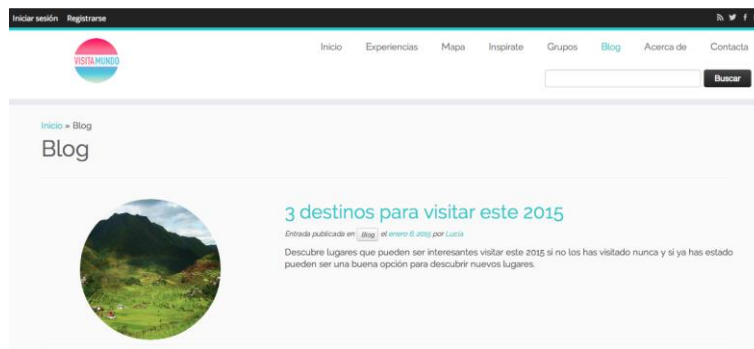 Iniciar sesión Registrarse
VISITAMUNDO
Inicio Experiencias Mapa Inspirate Grupos Blog Acerca de Contacta
Buscar
Inicio » Blog
Blog
3 destinos para visitar este 2015
Entrada publicada en Blog el enero 6, 2015 por Lucía
Descubre lugares que pueden ser interesantes visitar este 2015 si no los has visitado nunca y si ya has estado
pueden ser una buena opción para descubrir nuevos lugares.